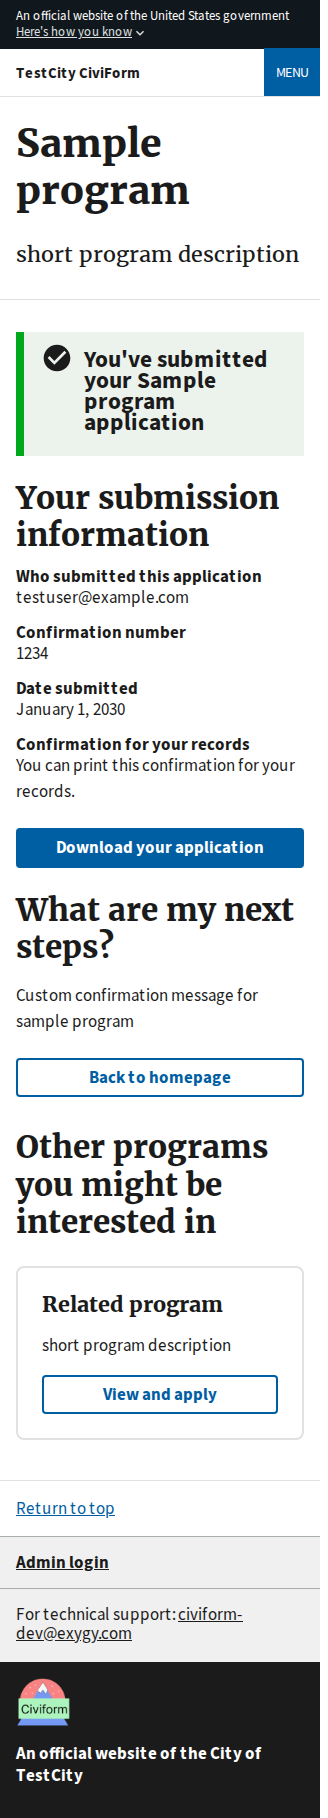 An official website of the United States government
Here's how you know
TestCity CiviForm
MENU
Sample
program
short program description
You've submitted
your Sample
program
application
Your submission
information
Who submitted this application
testuser@example.com
Confirmation number
1234
Date submitted
January 1, 2030
Confirmation for your records
You can print this confirmation for your
records.
Download your application
What are my next
steps?
Custom confirmation message for
sample program
Back to homepage
Other programs
you might be
interested in
Related program
short program description
View and apply
Return to top
Admin login
For technical support: civiform-
dev@exygy.com
Civiform
An official website of the City of
TestCity